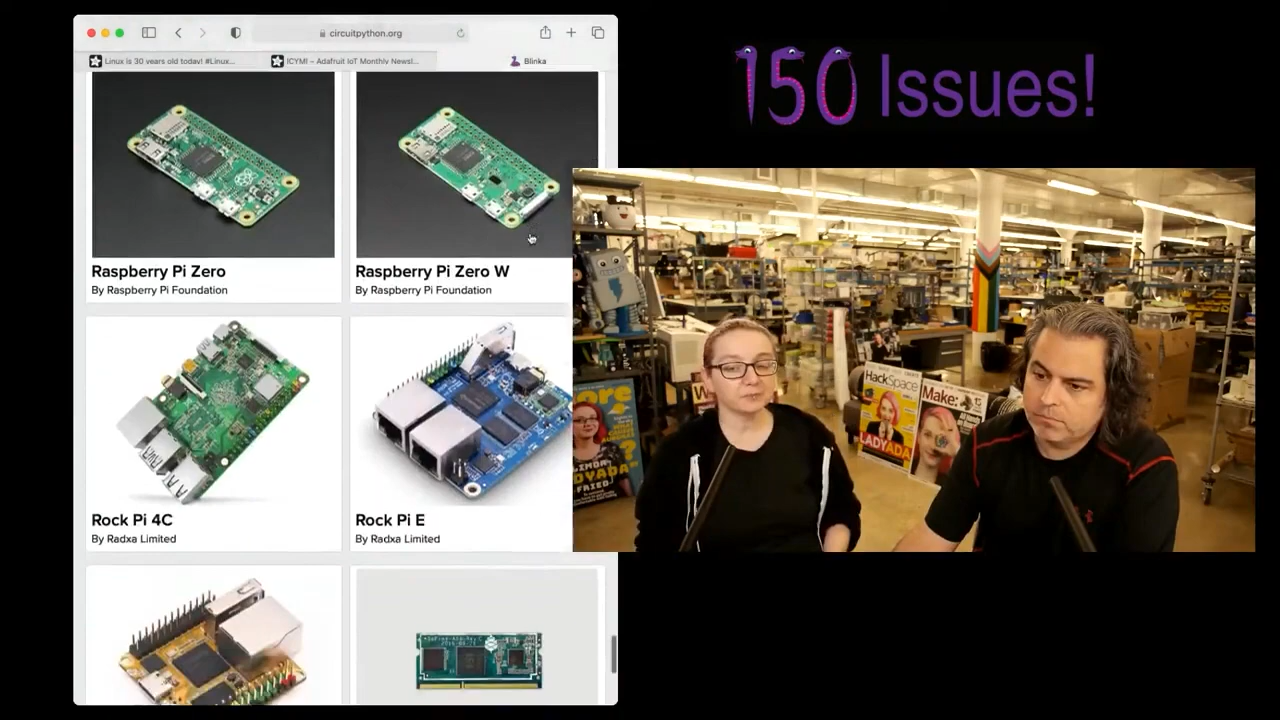 circuitpython.org
Linux is 30 years old today! #Linux...
ICYMI – Adafruit IoT Monthly Newsl...
Blinka
150 Issues!
Raspberry Pi Zero
By Raspberry Pi Foundation
Raspberry Pi Zero W
By Raspberry Pi Foundation
Rock Pi 4C
By Radxa Limited
Rock Pi E
By Radxa Limited
HackSpace
LADYADA
Make: